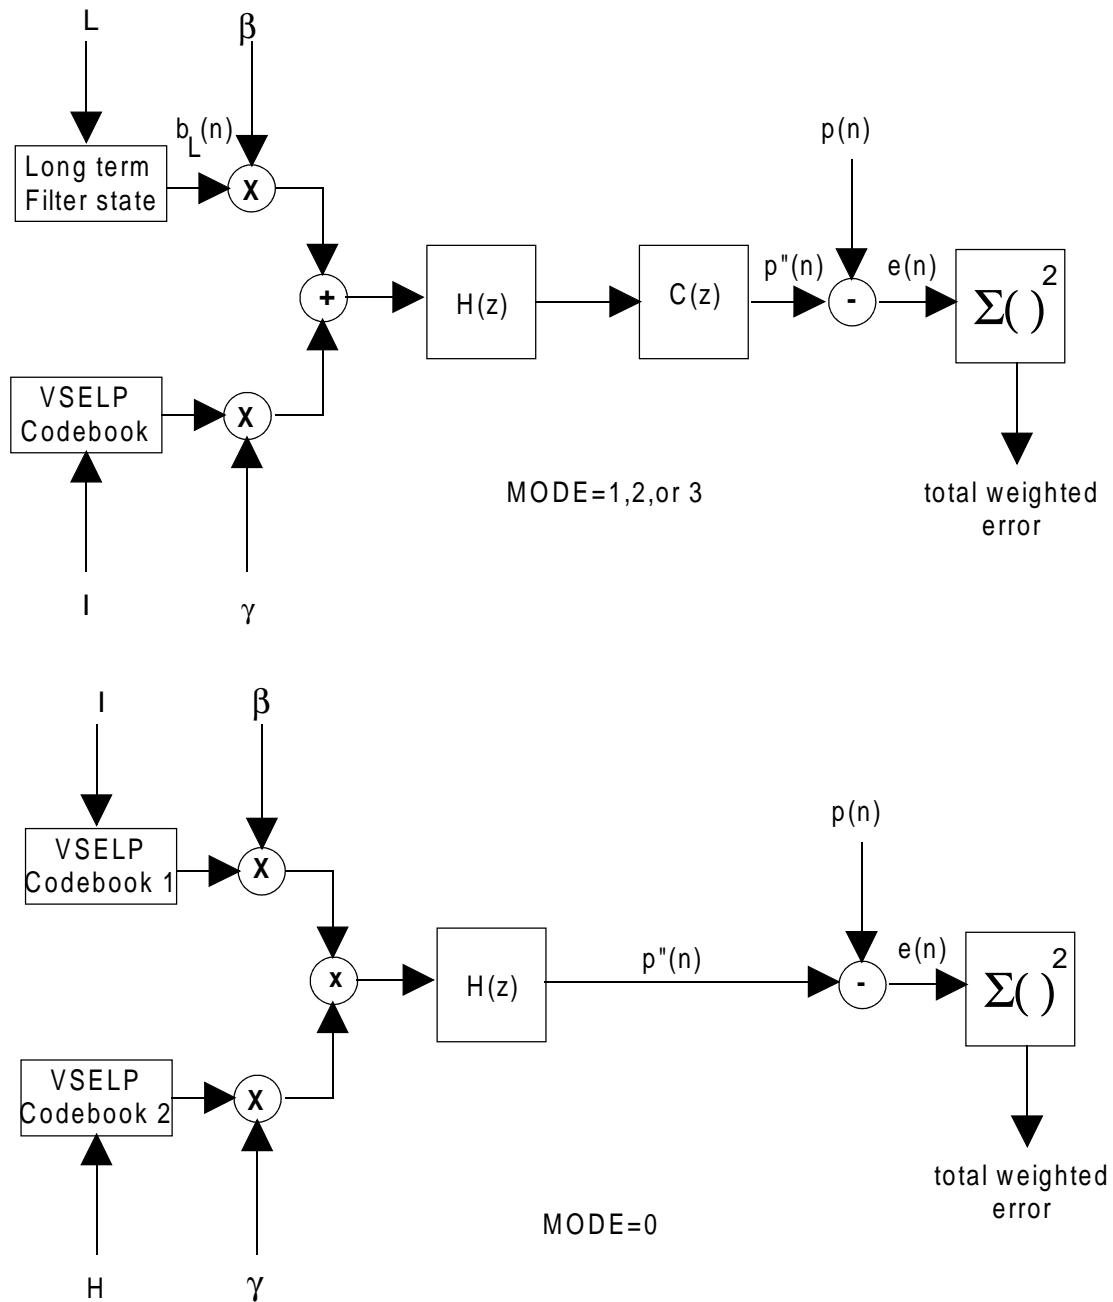 L
β
b_L(n)
p(n)
Long term
Filter state
X
p"(n)
e(n)
+
H(z)
C(z)
-
Σ( )²
VSELP
Codebook
X
MODE=1,2,or 3
total weighted
error
I
γ
I
β
p(n)
VSELP
Codebook 1
X
p"(n)
e(n)
x
H(z)
-
Σ( )²
VSELP
Codebook 2
X
total weighted
error
MODE=0
H
γ